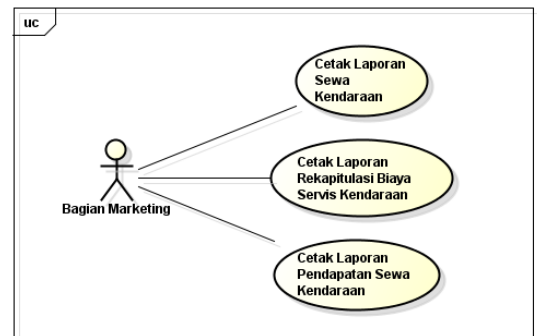 uc
Cetak Laporan
Sewa
Kendaraan
Cetak Laporan
Rekapitulasi Biaya
Servis Kendaraan
Bagian Marketing
Cetak Laporan
Pendapatan Sewa
Kendaraan